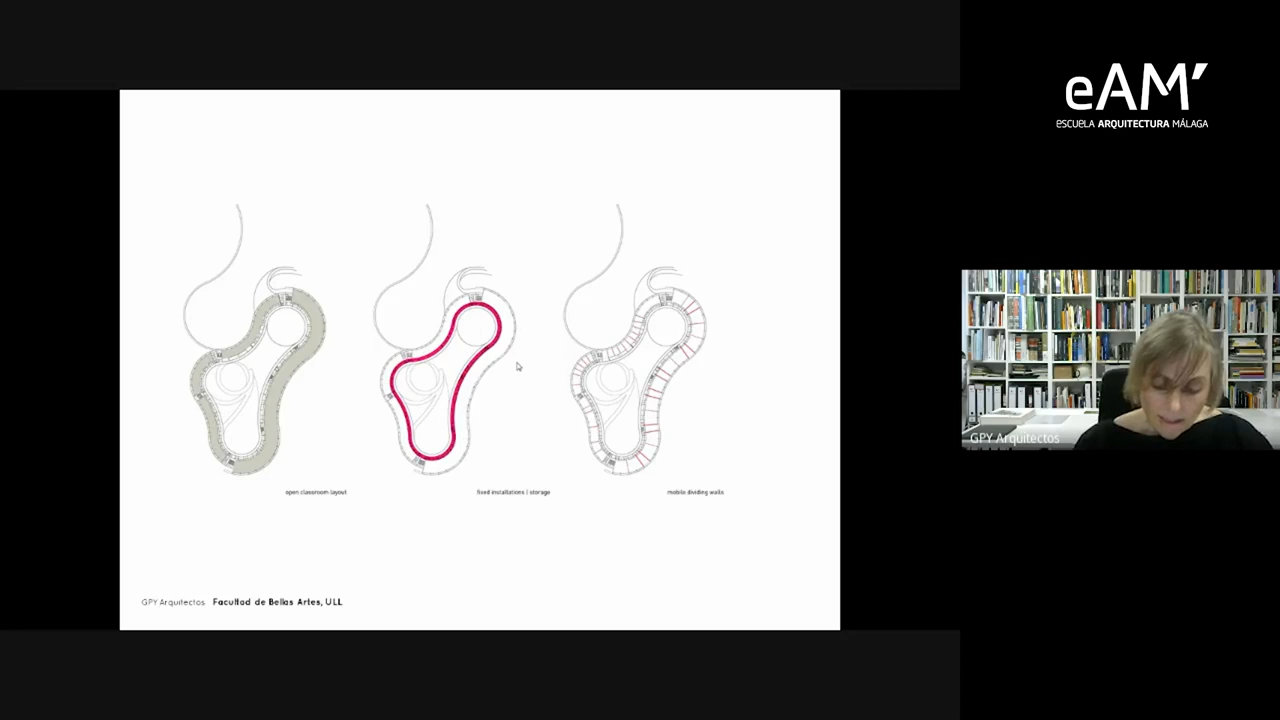 eAM'
ESCUELA ARQUITECTURA MÁLAGA
open classroom layout
fixed installations | storage
mobile dividing walls
GPY Arquitectos
GPY Arquitectos Facultad de Bellas Artes, ULL